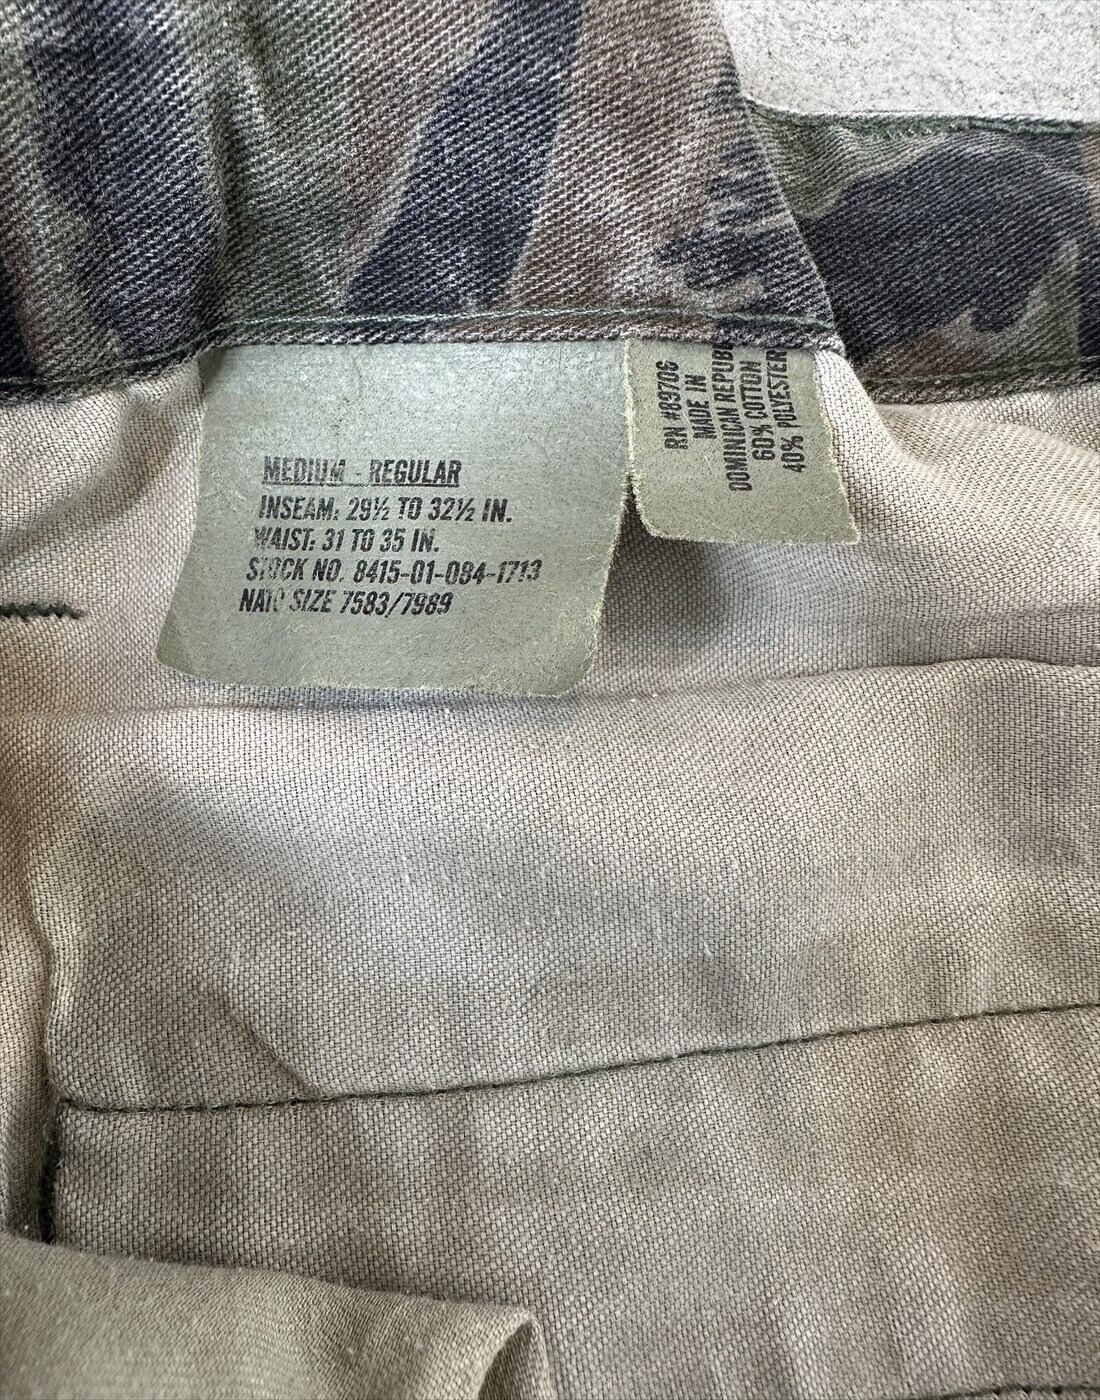 MEDIUM - REGULAR
INSEAM: 29½ TO 32½ IN.
WAIST: 31 TO 35 IN.
STOCK NO. 8415-01-084-1713
NATO SIZE 7583/7989
RN #89706
MADE IN
DOMINICAN REPUB
60% COTTON
40% POLYESTER